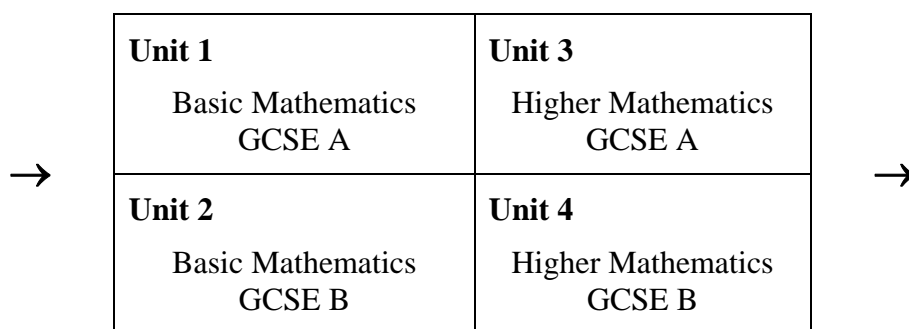 Unit 1
Basic Mathematics
GCSE A
Unit 3
Higher Mathematics
GCSE A
→
→
Unit 2
Basic Mathematics
GCSE B
Unit 4
Higher Mathematics
GCSE B